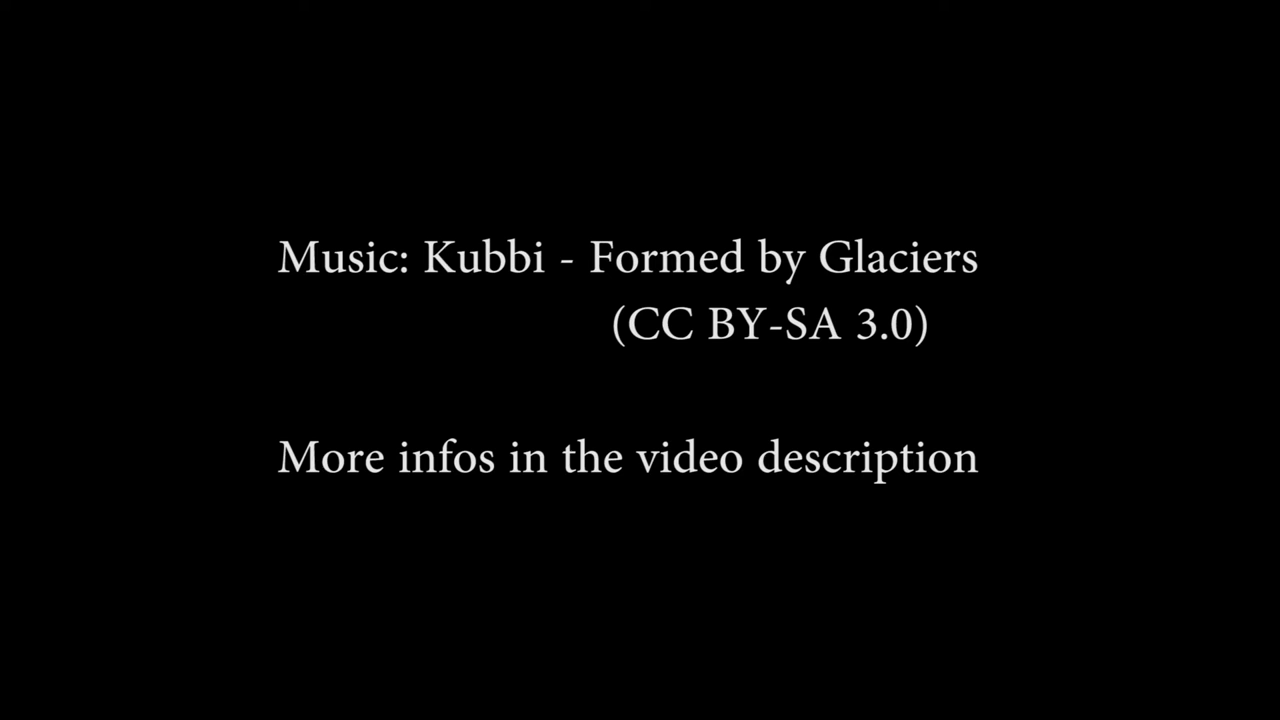 Music: Kubbi - Formed by Glaciers
(CC BY-SA 3.0)
More infos in the video description